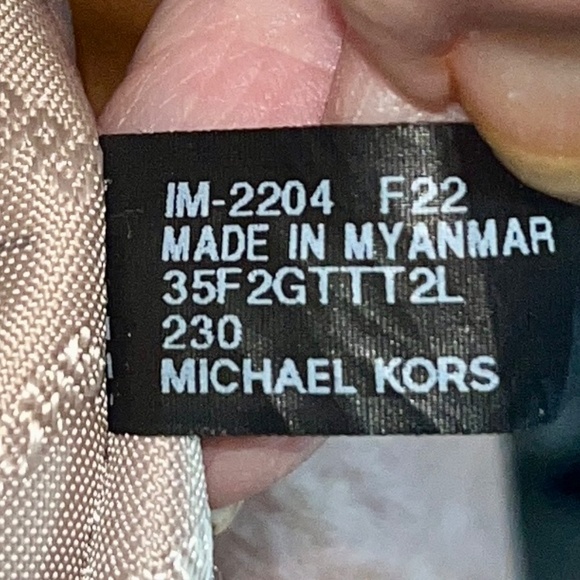 IM-2204 F22
MADE IN MYANMAR
35F2GTTT2L
230
MICHAEL KORS